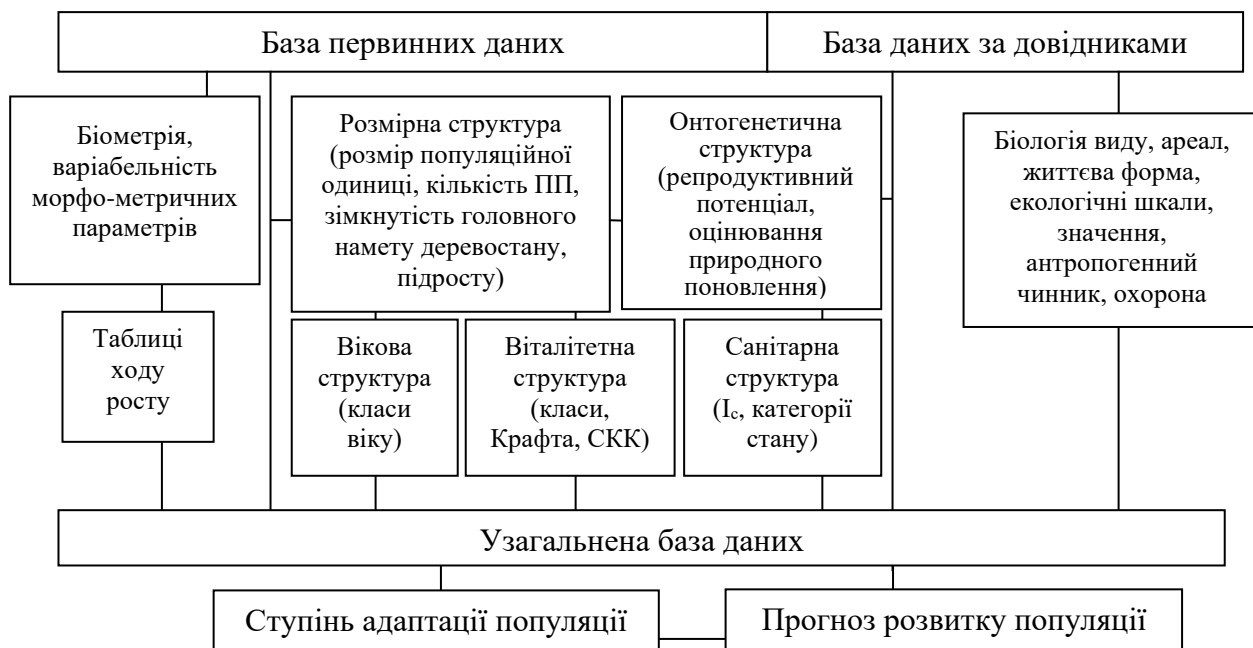 База первинних даних
База даних за довідниками
Біометрія,
варіабельність
морфо-метричних
параметрів
Розмірна структура
(розмір популяційної
одиниці, кількість ПП,
зімкнутість головного
намету деревостану,
підросту)
Онтогенетична
структура
(репродуктивний
потенціал,
оцінювання
природного
поновлення)
Біологія виду, ареал,
життєва форма,
екологічні шкали,
значення,
антропогенний
чинник, охорона
Таблиці
ходу
росту
Вікова
структура
(класи
віку)
Віталітетна
структура
(класи,
Крафта, СКК)
Санітарна
структура
(Iс, категорії
стану)
Узагальнена база даних
Ступінь адаптації популяції
Прогноз розвитку популяції